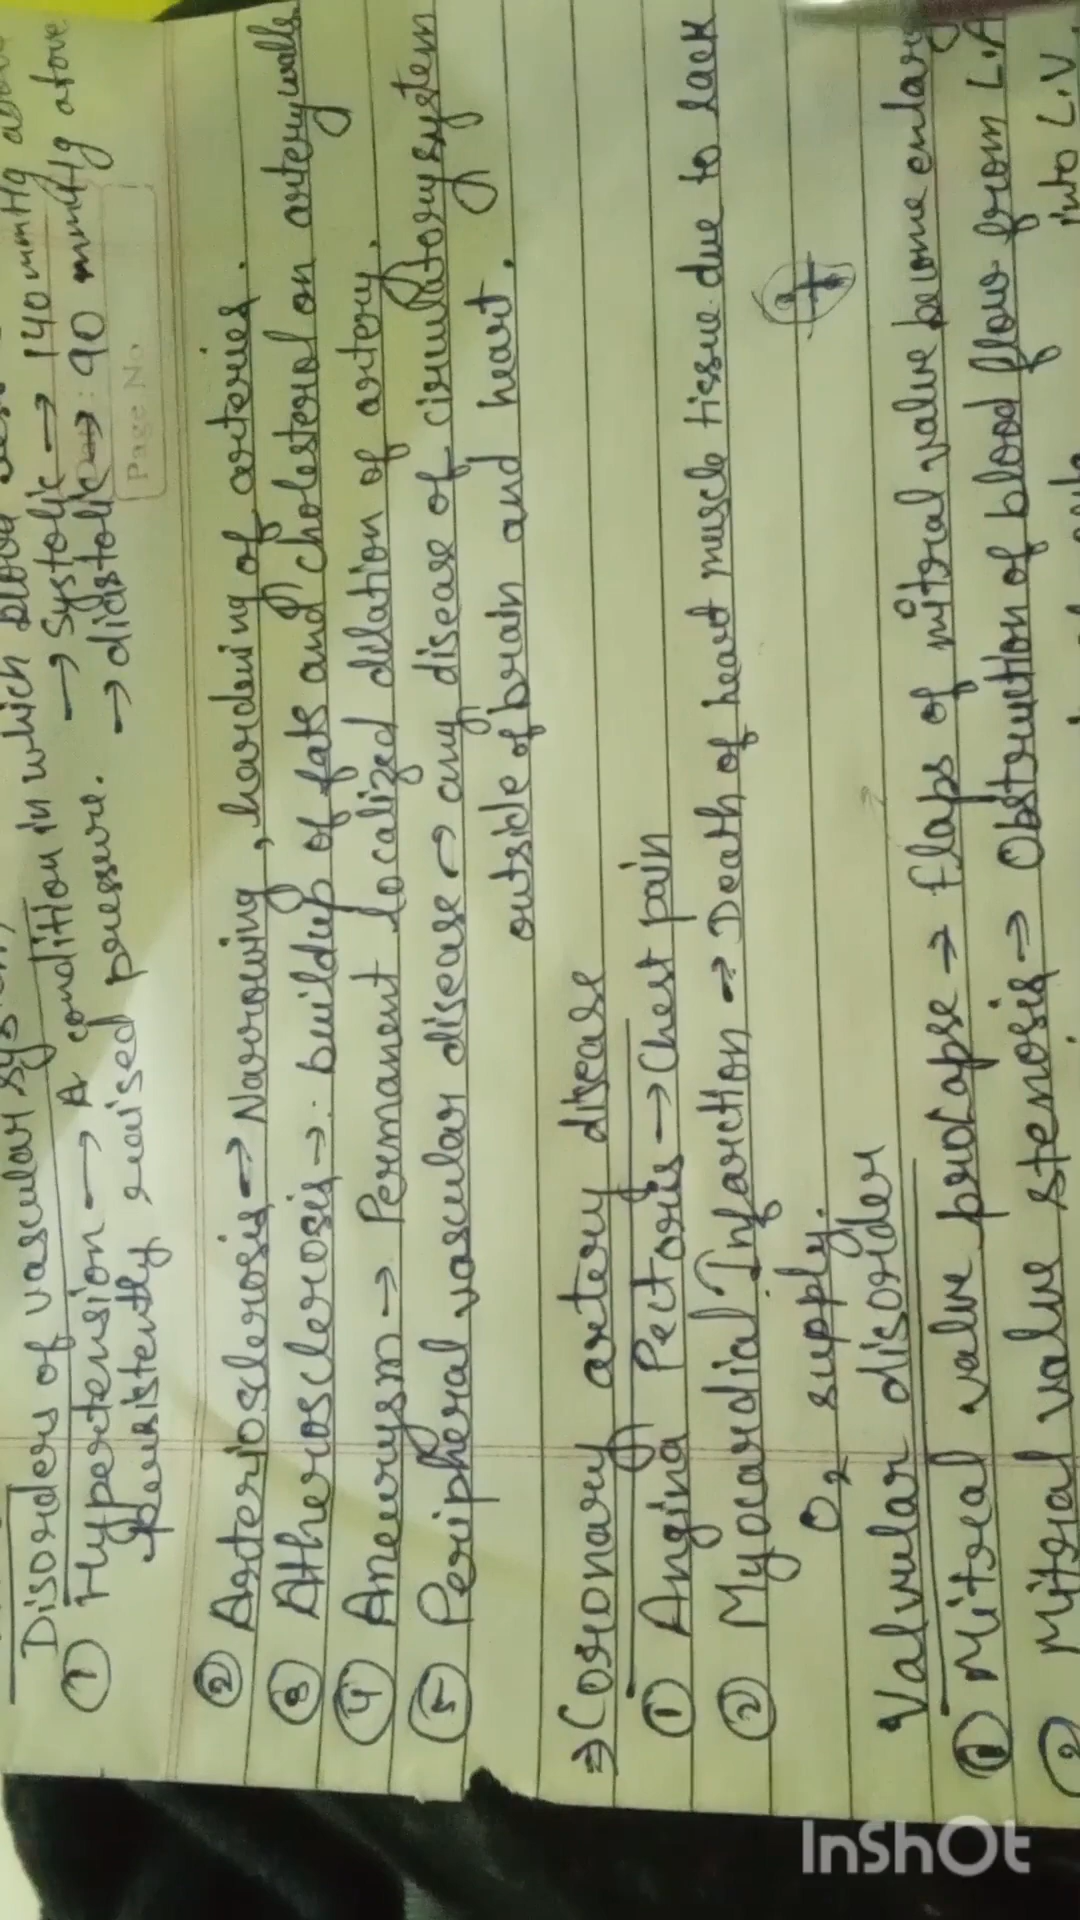 Disorders of vascular
① Hypertension → A condition in which blood
→ Systolic → 140 mmHg above
persistently raised pressure. → diastolic → 90 mmHg above
Page No
② Arteriosclerosis → Narrowing, hardening of arteries.
③ Atherosclerosis → buildup of fats and cholesterol on artery walls
④ Aneurysm → Permanent localized dilation of artery.
⑤ Peripheral vascular disease → any disease of circulatory system
outside of brain and heart.
⇒ Coronary artery disease
① Angina Pectoris → Chest pain
② Myocardial Infarction → Death of heart muscle tissue due to lack
O2 supply.
Valvular disorder
① Mitral valve prolapse → flaps of mitral valve become enlarg
② Mitral valve stenosis → Obstruction of blood flow from L.A
into L.V.
InShOt